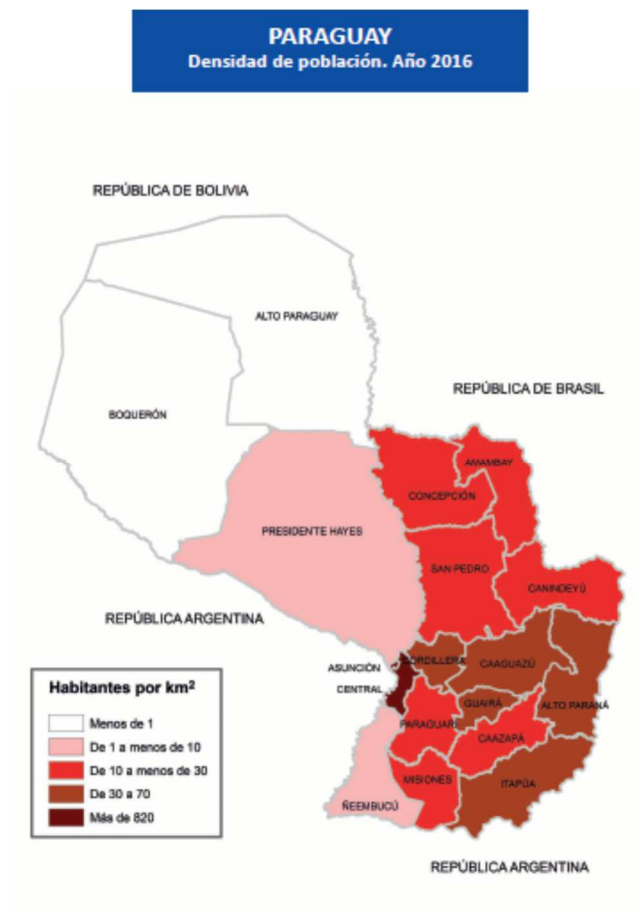 PARAGUAY
Densidad de población. Año 2016
REPÚBLICA DE BOLIVIA
ALTO PARAGUAY
REPÚBLICA DE BRASIL
BOQUERÓN
AMAMBAY
CONCEPCIÓN
PRESIDENTE HAYES
SAN PEDRO
CANINDEYÚ
REPÚBLICA ARGENTINA
ASUNCIÓN
CORDILLERA
CAAGUAZÚ
CENTRAL
GUAIRÁ
ALTO PARANÁ
PARAGUARI
CAAZAPÁ
MISIONES
ITAPÚA
ÑEEMBUCÚ
Habitantes por km²
Menos de 1
De 1 a menos de 10
De 10 a menos de 30
De 30 a 70
Más de 820
REPÚBLICA ARGENTINA